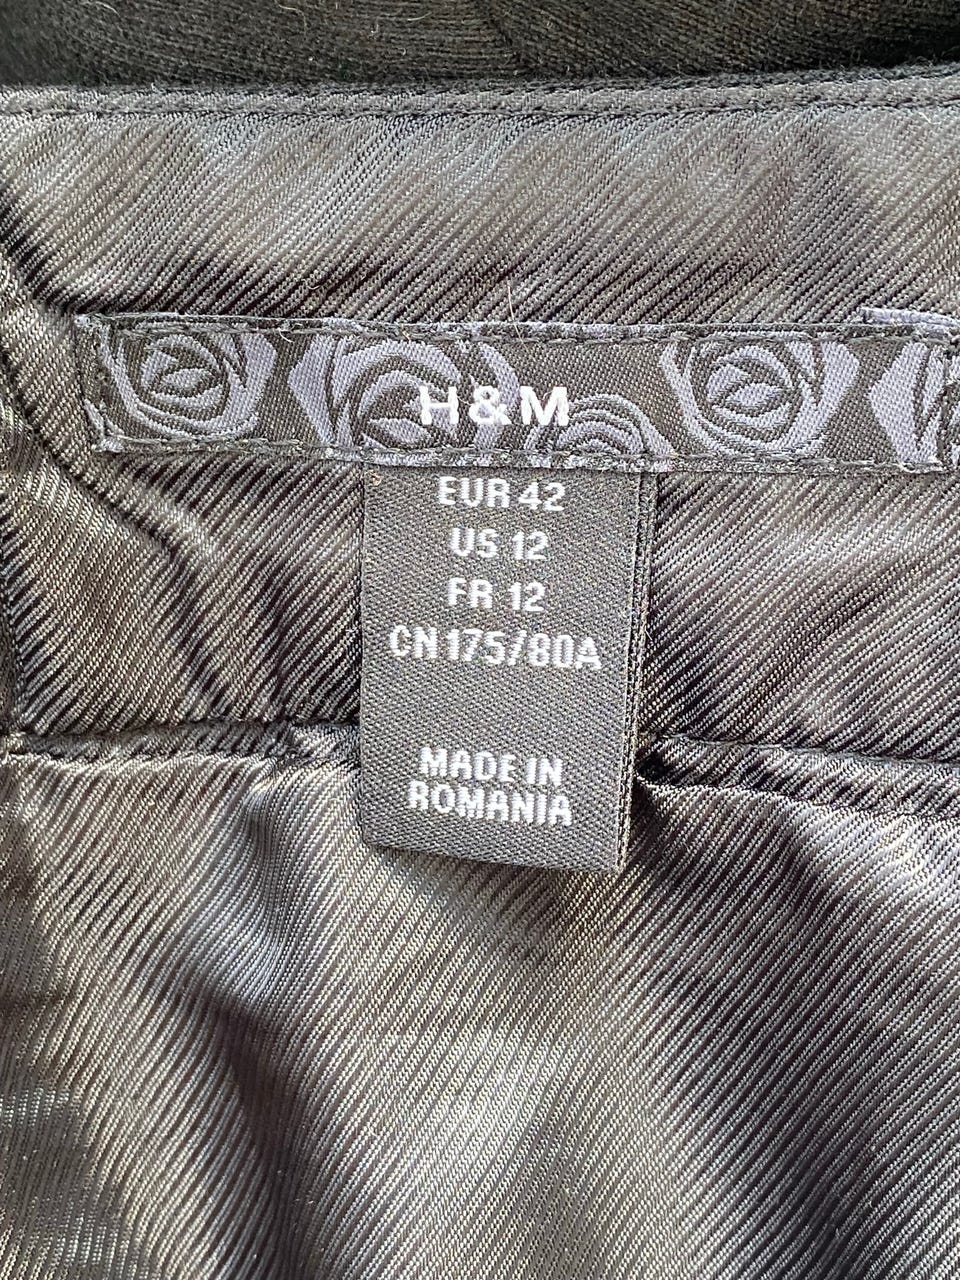 H&M
EUR 42
US 12
FR 12
CN 175/80A
MADE IN
ROMANIA